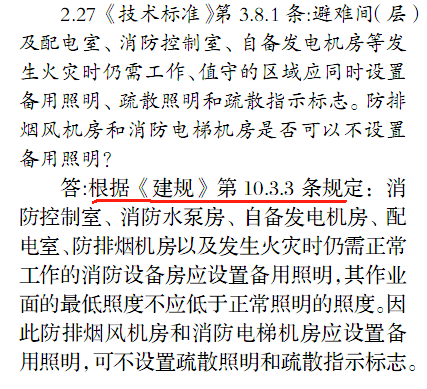 2.27《技术标准》第 3.8.1 条:避难间(层)
及配电室、消防控制室、自备发电机房等发
生火灾时仍需工作、值守的区域应同时设置
备用照明、疏散照明和疏散指示标志。防排
烟风机房和消防电梯机房是否可以不设置
备用照明?
答:根据《建规》第 10.3.3 条规定：消
防控制室、消防水泵房、自备发电机房、配
电室、防排烟机房以及发生火灾时仍需正常
工作的消防设备房应设置备用照明,其作业
面的最低照度不应低于正常照明的照度。因
此防排烟风机房和消防电梯机房应设置备
用照明,可不设置疏散照明和疏散指示标志。